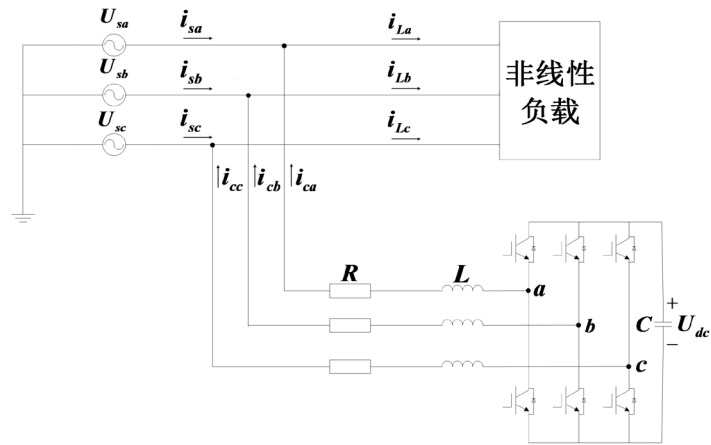 U_sa i_sa i_La
U_sb i_sb i_Lb
U_sc i_sc i_Lc
非线性
负载
i_cc i_cb i_ca
R L a
b C + U_dc −
c